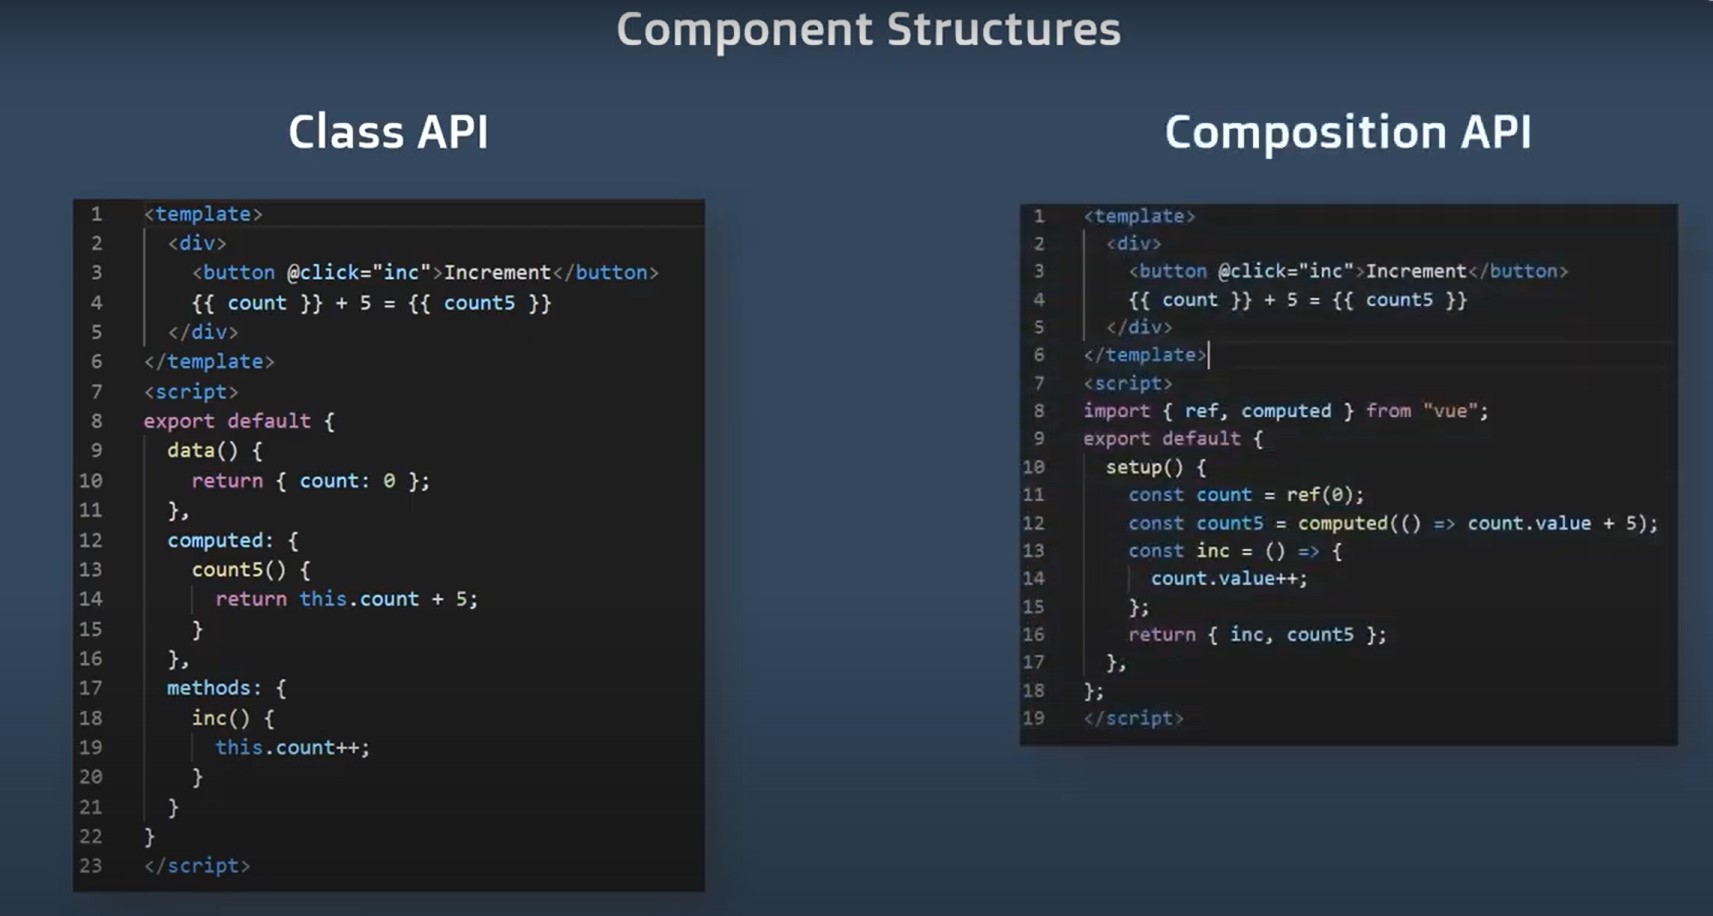 Component Structures
Class API
1 <template>
2   <div>
3     <button @click="inc">Increment</button>
4     {{ count }} + 5 = {{ count5 }}
5   </div>
6 </template>
7 <script>
8 export default {
9   data() {
10     return { count: 0 };
11   },
12   computed: {
13     count5() {
14       return this.count + 5;
15     }
16   },
17   methods: {
18     inc() {
19       this.count++;
20     }
21   }
22 }
23 </script>
Composition API
1 <template>
2   <div>
3     <button @click="inc">Increment</button>
4     {{ count }} + 5 = {{ count5 }}
5   </div>
6 </template>
7 <script>
8 import { ref, computed } from "vue";
9 export default {
10   setup() {
11     const count = ref(0);
12     const count5 = computed(() => count.value + 5);
13     const inc = () => {
14       count.value++;
15     };
16     return { inc, count5 };
17   },
18 };
19 </script>